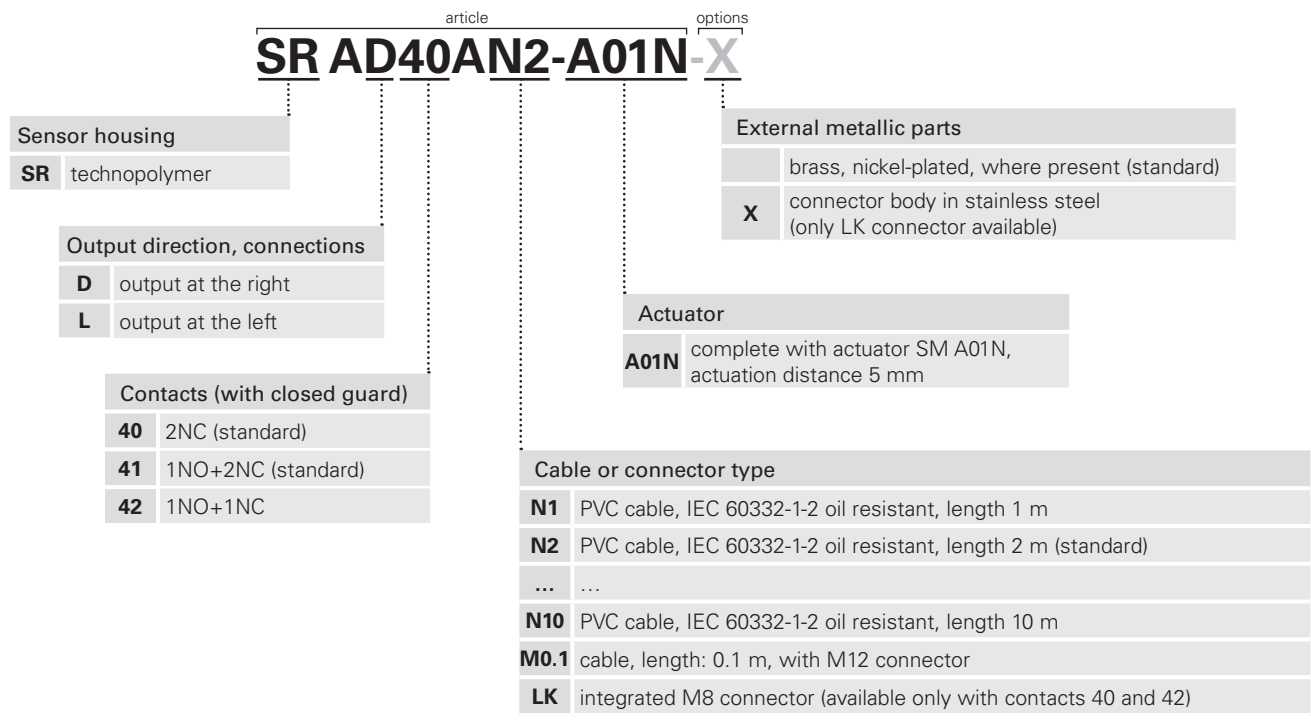 article
options
SR AD40AN2-A01N-X
Sensor housing
SR technopolymer
Output direction, connections
D output at the right
L output at the left
Contacts (with closed guard)
40 2NC (standard)
41 1NO+2NC (standard)
42 1NO+1NC
External metallic parts
brass, nickel-plated, where present (standard)
X connector body in stainless steel
(only LK connector available)
Actuator
A01N complete with actuator SM A01N,
actuation distance 5 mm
Cable or connector type
N1 PVC cable, IEC 60332-1-2 oil resistant, length 1 m
N2 PVC cable, IEC 60332-1-2 oil resistant, length 2 m (standard)
... ...
N10 PVC cable, IEC 60332-1-2 oil resistant, length 10 m
M0.1 cable, length: 0.1 m, with M12 connector
LK integrated M8 connector (available only with contacts 40 and 42)